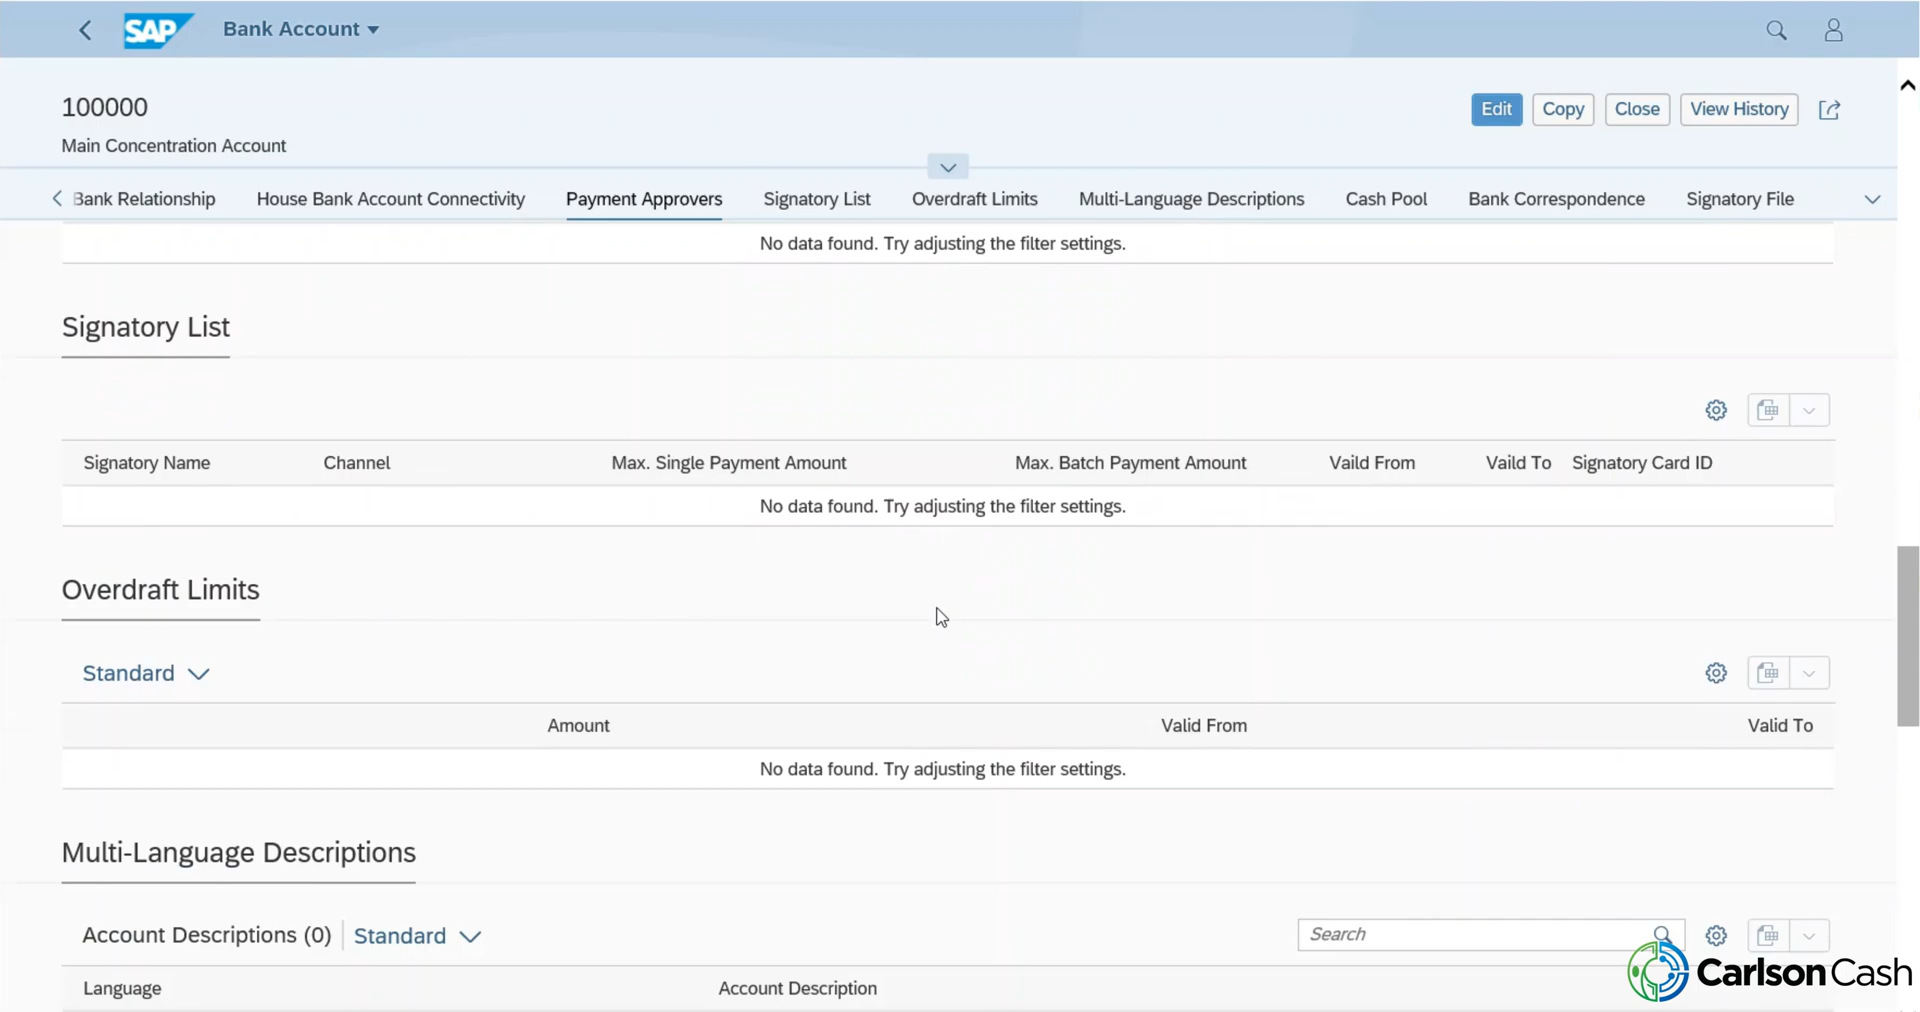 SAP Bank Account
100000
Edit Copy Close View History
Main Concentration Account
Bank Relationship House Bank Account Connectivity Payment Approvers Signatory List Overdraft Limits Multi-Language Descriptions Cash Pool Bank Correspondence Signatory File
No data found. Try adjusting the filter settings.
Signatory List
Signatory Name Channel Max. Single Payment Amount Max. Batch Payment Amount Vaild From Vaild To Signatory Card ID
No data found. Try adjusting the filter settings.
Overdraft Limits
Standard
Amount Valid From Valid To
No data found. Try adjusting the filter settings.
Multi-Language Descriptions
Account Descriptions (0) Standard Search
Carlson Cash
Language Account Description